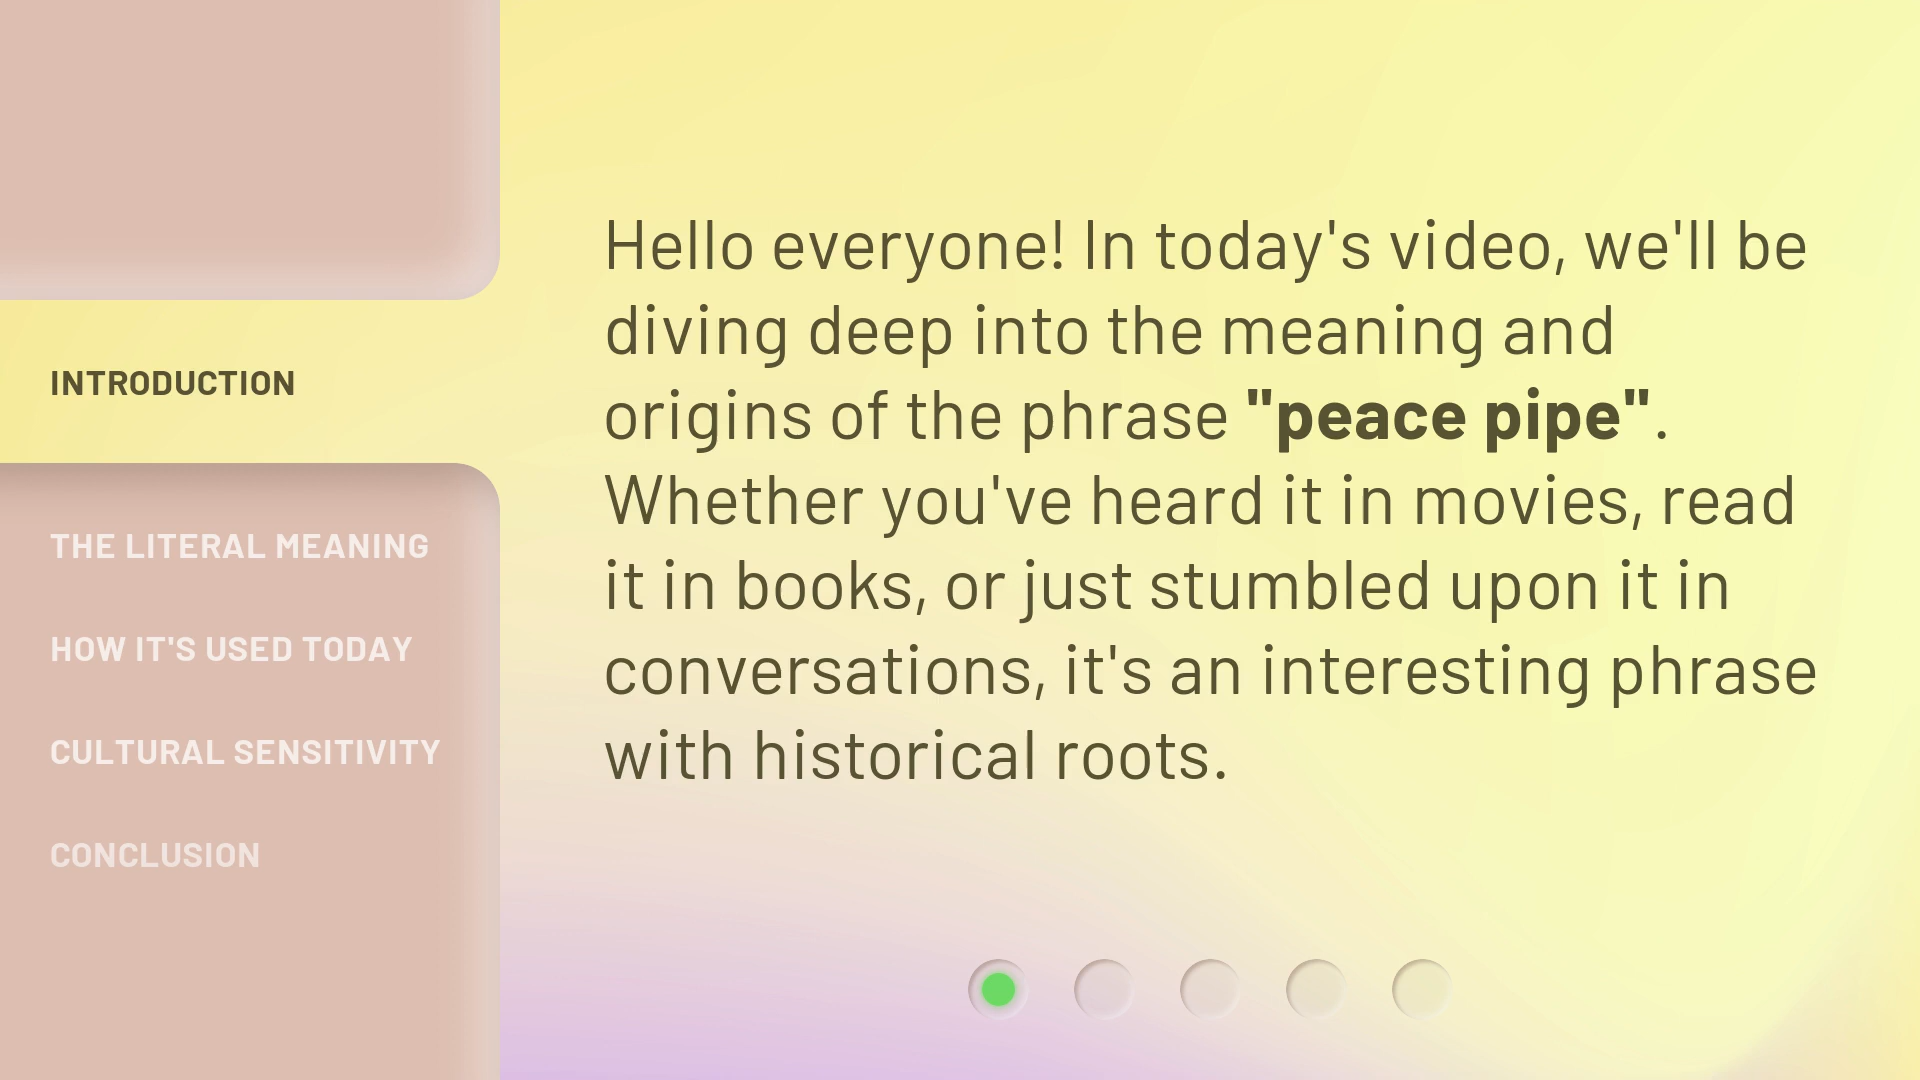 INTRODUCTION
THE LITERAL MEANING
HOW IT'S USED TODAY
CULTURAL SENSITIVITY
CONCLUSION
Hello everyone! In today's video, we'll be
diving deep into the meaning and
origins of the phrase "peace pipe".
Whether you've heard it in movies, read
it in books, or just stumbled upon it in
conversations, it's an interesting phrase
with historical roots.